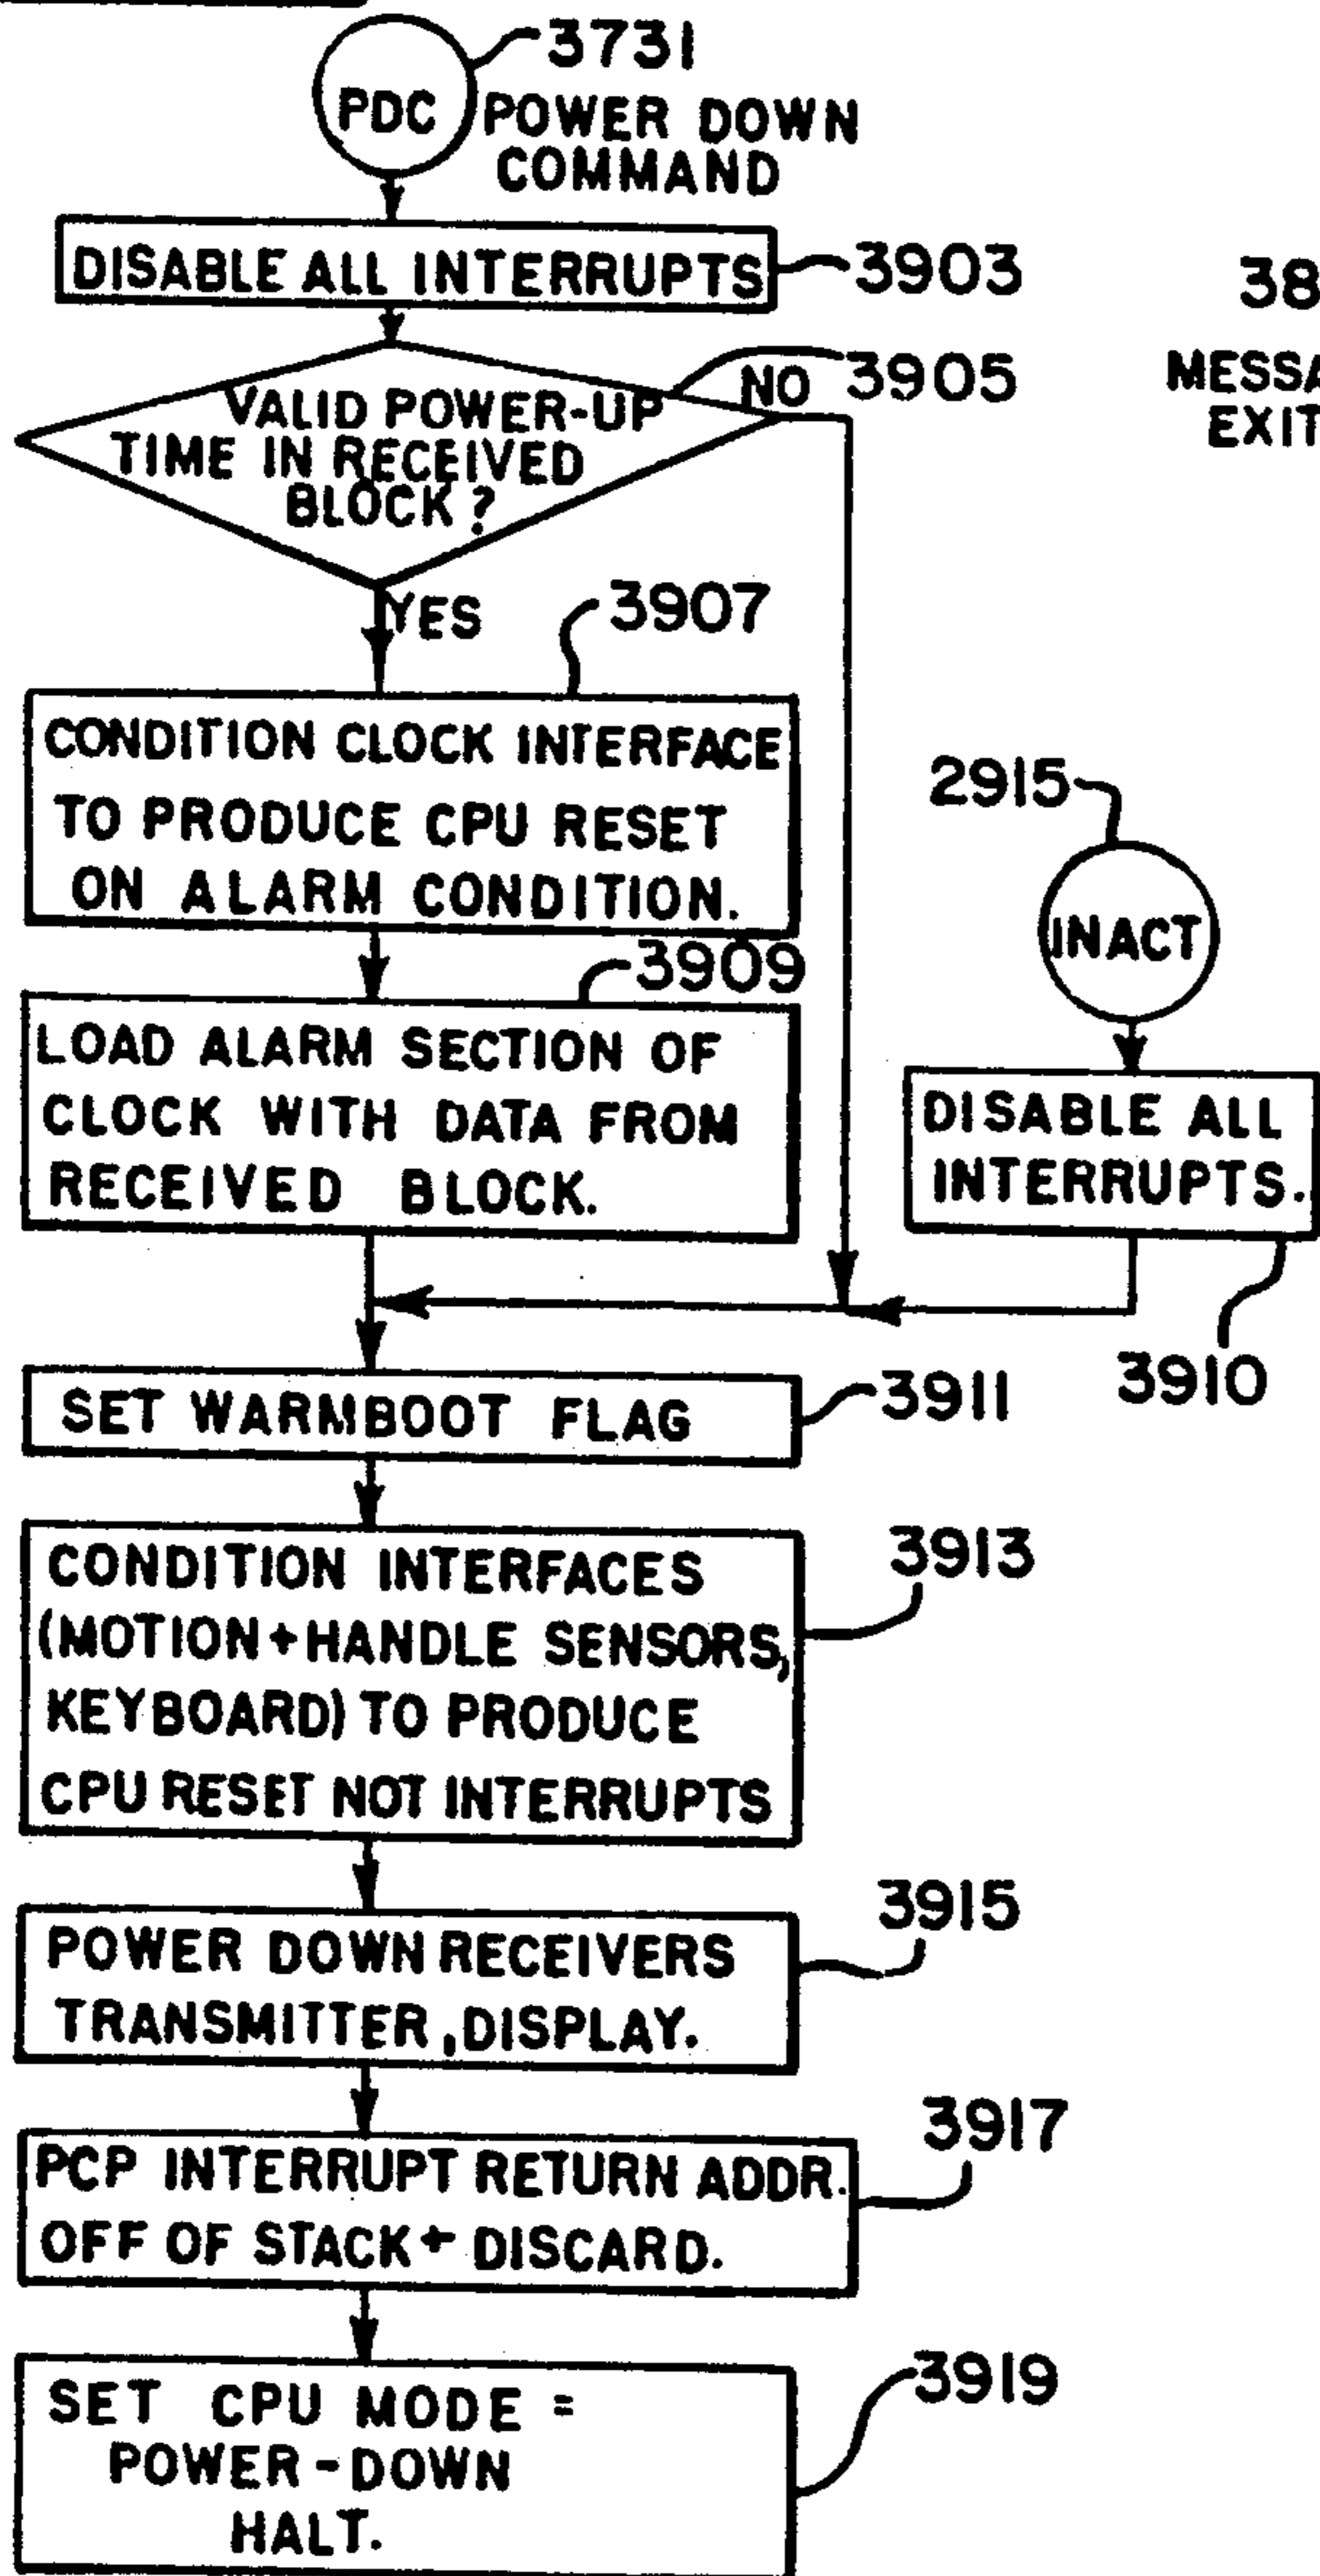 3731
PDC
POWER DOWN
COMMAND
DISABLE ALL INTERRUPTS
3903
38
MESSA
EXIT
NO
3905
VALID POWER-UP
TIME IN RECEIVED
BLOCK?
YES
3907
CONDITION CLOCK INTERFACE
TO PRODUCE CPU RESET
ON ALARM CONDITION.
2915
INACT
3909
LOAD ALARM SECTION OF
CLOCK WITH DATA FROM
RECEIVED BLOCK.
DISABLE ALL
INTERRUPTS.
3910
SET WARMBOOT FLAG
3911
CONDITION INTERFACES
(MOTION+HANDLE SENSORS,
KEYBOARD) TO PRODUCE
CPU RESET NOT INTERRUPTS
3913
POWER DOWN RECEIVERS
TRANSMITTER, DISPLAY.
3915
PCP INTERRUPT RETURN ADDR.
OFF OF STACK + DISCARD.
3917
SET CPU MODE =
POWER-DOWN
HALT.
3919